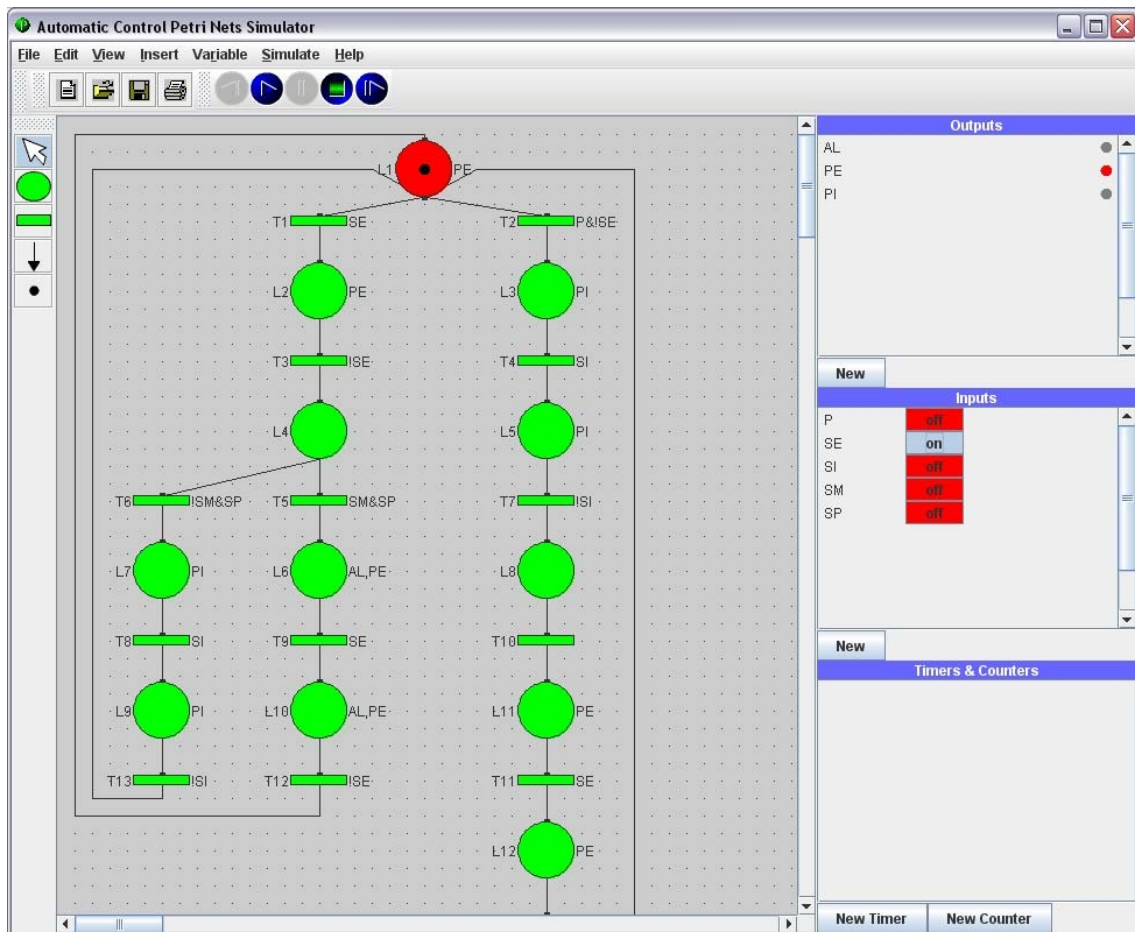 Automatic Control Petri Nets Simulator
File Edit View Insert Variable Simulate Help
L1 PE
T1 SE
T2 P&!SE
L2 PE
L3 PI
T3 !SE
T4 SI
L4
L5 PI
T6 !SM&SP
T5 SM&SP
T7 !SI
L7 PI
L6 AL,PE
L8
T8 SI
T9 SE
T10
L9 PI
L10 AL,PE
L11 PE
T13 !SI
T12 !SE
T11 SE
L12 PE
Outputs
AL
PE
PI
New
Inputs
P off
SE on
SI off
SM off
SP off
New
Timers & Counters
New Timer New Counter